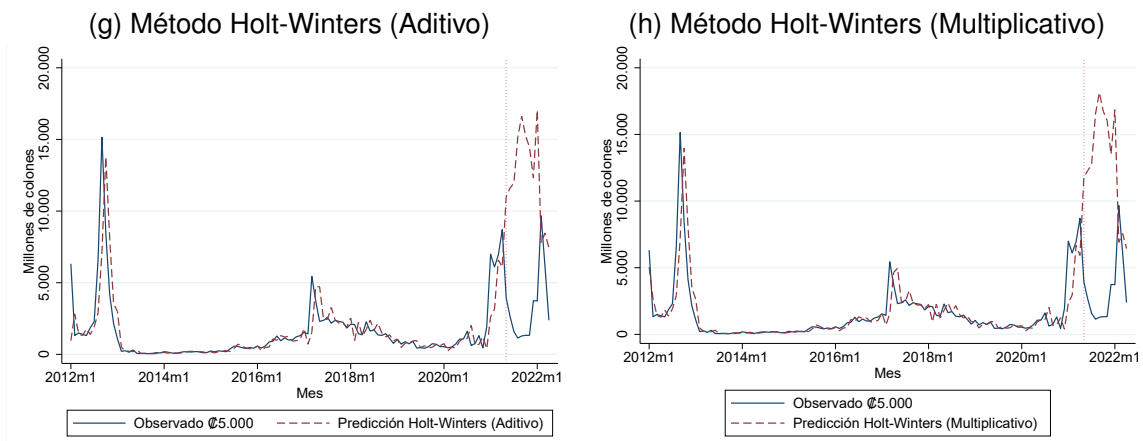 (g) Método Holt-Winters (Aditivo)
Millones de colones
20.000
15.000
10.000
5.000
0
2012m1 2014m1 2016m1 2018m1 2020m1 2022m1
Mes
Observado ₡5.000 Predicción Holt-Winters (Aditivo)
(h) Método Holt-Winters (Multiplicativo)
Millones de colones
20.000
15.000
10.000
5.000
0
2012m1 2014m1 2016m1 2018m1 2020m1 2022m1
Mes
Observado ₡5.000 Predicción Holt-Winters (Multiplicativo)